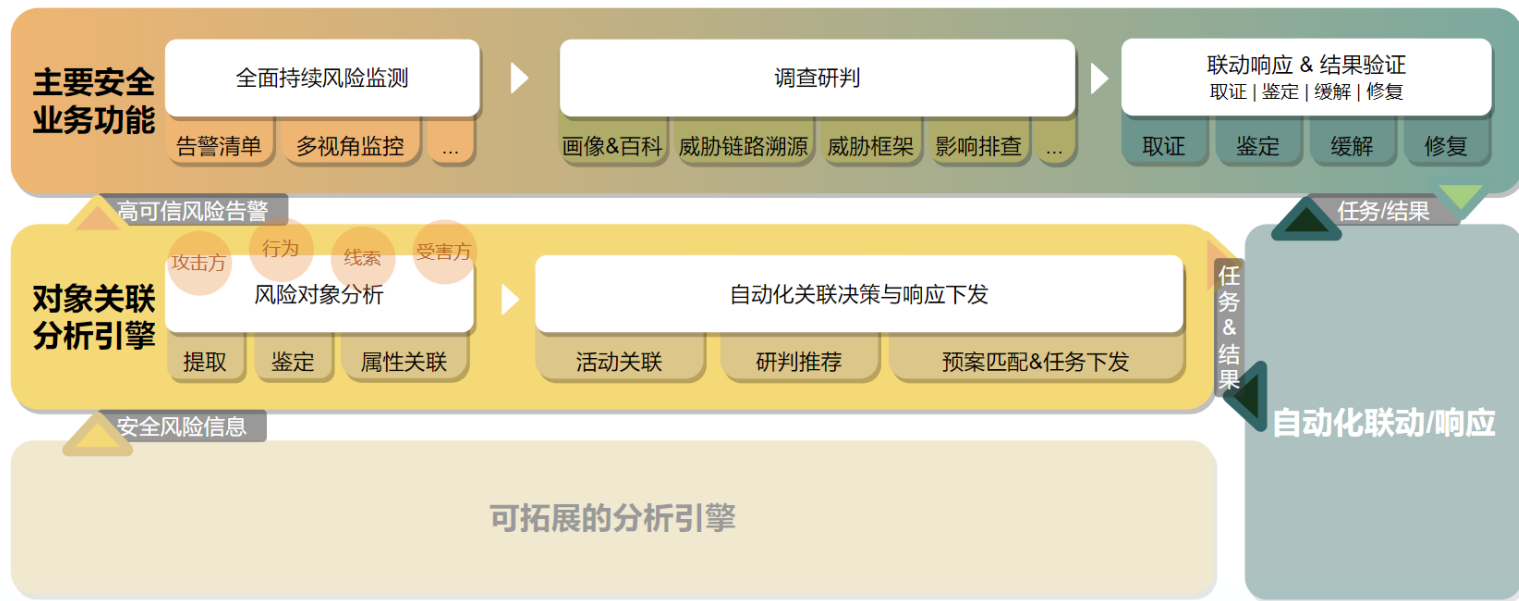 主要安全
业务功能
全面持续风险监测
告警清单
多视角监控
...
调查研判
画像&百科
威胁链路溯源
威胁框架
影响排查
...
联动响应 & 结果验证
取证 | 鉴定 | 缓解 | 修复
取证
鉴定
缓解
修复
高可信风险告警
任务/结果
对象关联
分析引擎
攻击方
行为
线索
受害方
风险对象分析
提取
鉴定
属性关联
自动化关联决策与响应下发
活动关联
研判推荐
预案匹配&任务下发
任务&结果
安全风险信息
自动化联动/响应
可拓展的分析引擎